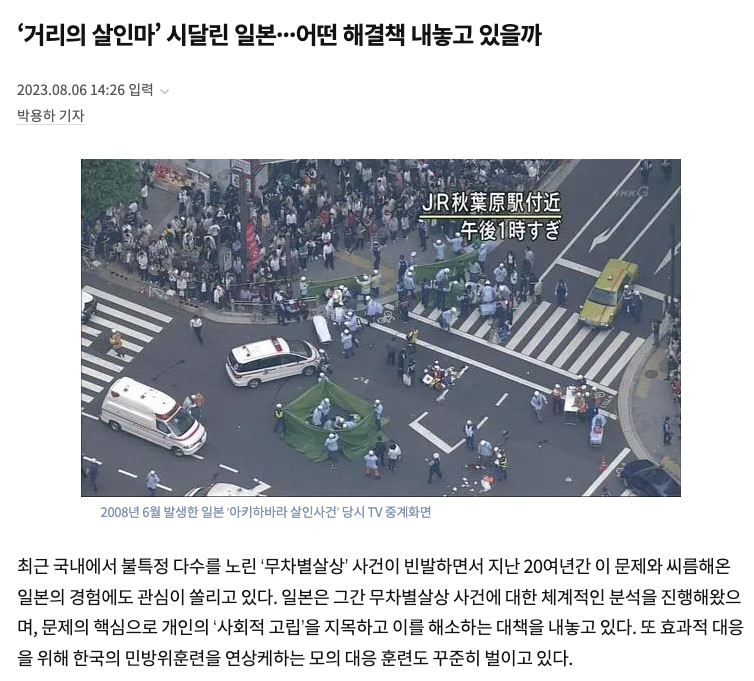 ‘거리의 살인마’ 시달린 일본···어떤 해결책 내놓고 있을까
2023.08.06 14:26 입력
박용하 기자
NHK G
JR秋葉原駅付近
午後1時すぎ
2008년 6월 발생한 일본 ‘아키하바라 살인사건’ 당시 TV 중계화면
최근 국내에서 불특정 다수를 노린 ‘무차별살상’ 사건이 빈발하면서 지난 20여년간 이 문제와 씨름해온
일본의 경험에도 관심이 쏠리고 있다. 일본은 그간 무차별살상 사건에 대한 체계적인 분석을 진행해왔으
며, 문제의 핵심으로 개인의 ‘사회적 고립’을 지목하고 이를 해소하는 대책을 내놓고 있다. 또 효과적 대응
을 위해 한국의 민방위훈련을 연상케하는 모의 대응 훈련도 꾸준히 벌이고 있다.